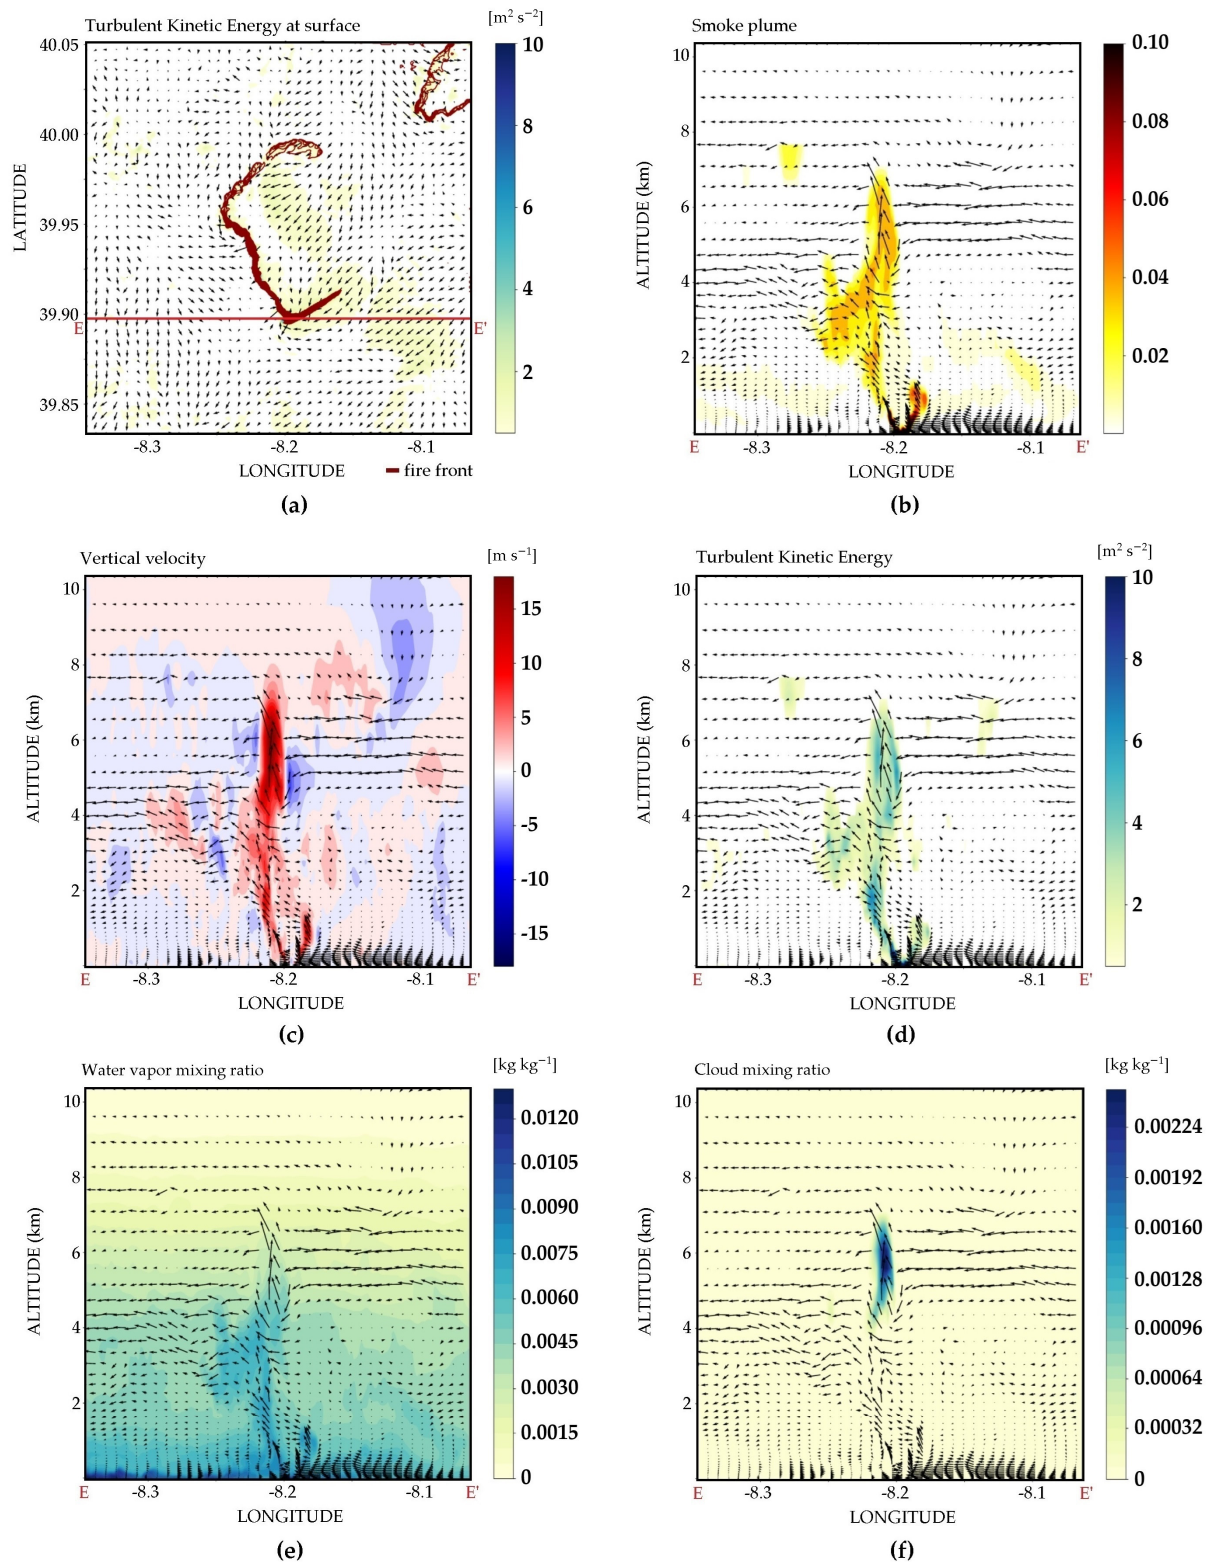 Turbulent Kinetic Energy at surface
[m² s⁻²]
40.05
40.00
39.95
39.90
39.85
LATITUDE
E
E'
-8.3
-8.2
-8.1
LONGITUDE
fire front
10
8
6
4
2
(a)
Smoke plume
10
8
6
4
2
ALTITUDE (km)
E
-8.3
-8.2
-8.1
E'
LONGITUDE
0.10
0.08
0.06
0.04
0.02
(b)
Vertical velocity
[m s⁻¹]
10
8
6
4
2
ALTITUDE (km)
E
-8.3
-8.2
-8.1
E'
LONGITUDE
15
10
5
0
-5
-10
-15
(c)
Turbulent Kinetic Energy
[m² s⁻²]
10
8
6
4
2
ALTITUDE (km)
E
-8.3
-8.2
-8.1
E'
LONGITUDE
10
8
6
4
2
(d)
Water vapor mixing ratio
[kg kg⁻¹]
10
8
6
4
2
ALTITUDE (km)
E
-8.3
-8.2
-8.1
E'
LONGITUDE
0.0120
0.0105
0.0090
0.0075
0.0060
0.0045
0.0030
0.0015
0
(e)
Cloud mixing ratio
[kg kg⁻¹]
10
8
6
4
2
ALTITUDE (km)
E
-8.3
-8.2
-8.1
E'
LONGITUDE
0.00224
0.00192
0.00160
0.00128
0.00096
0.00064
0.00032
0
(f)